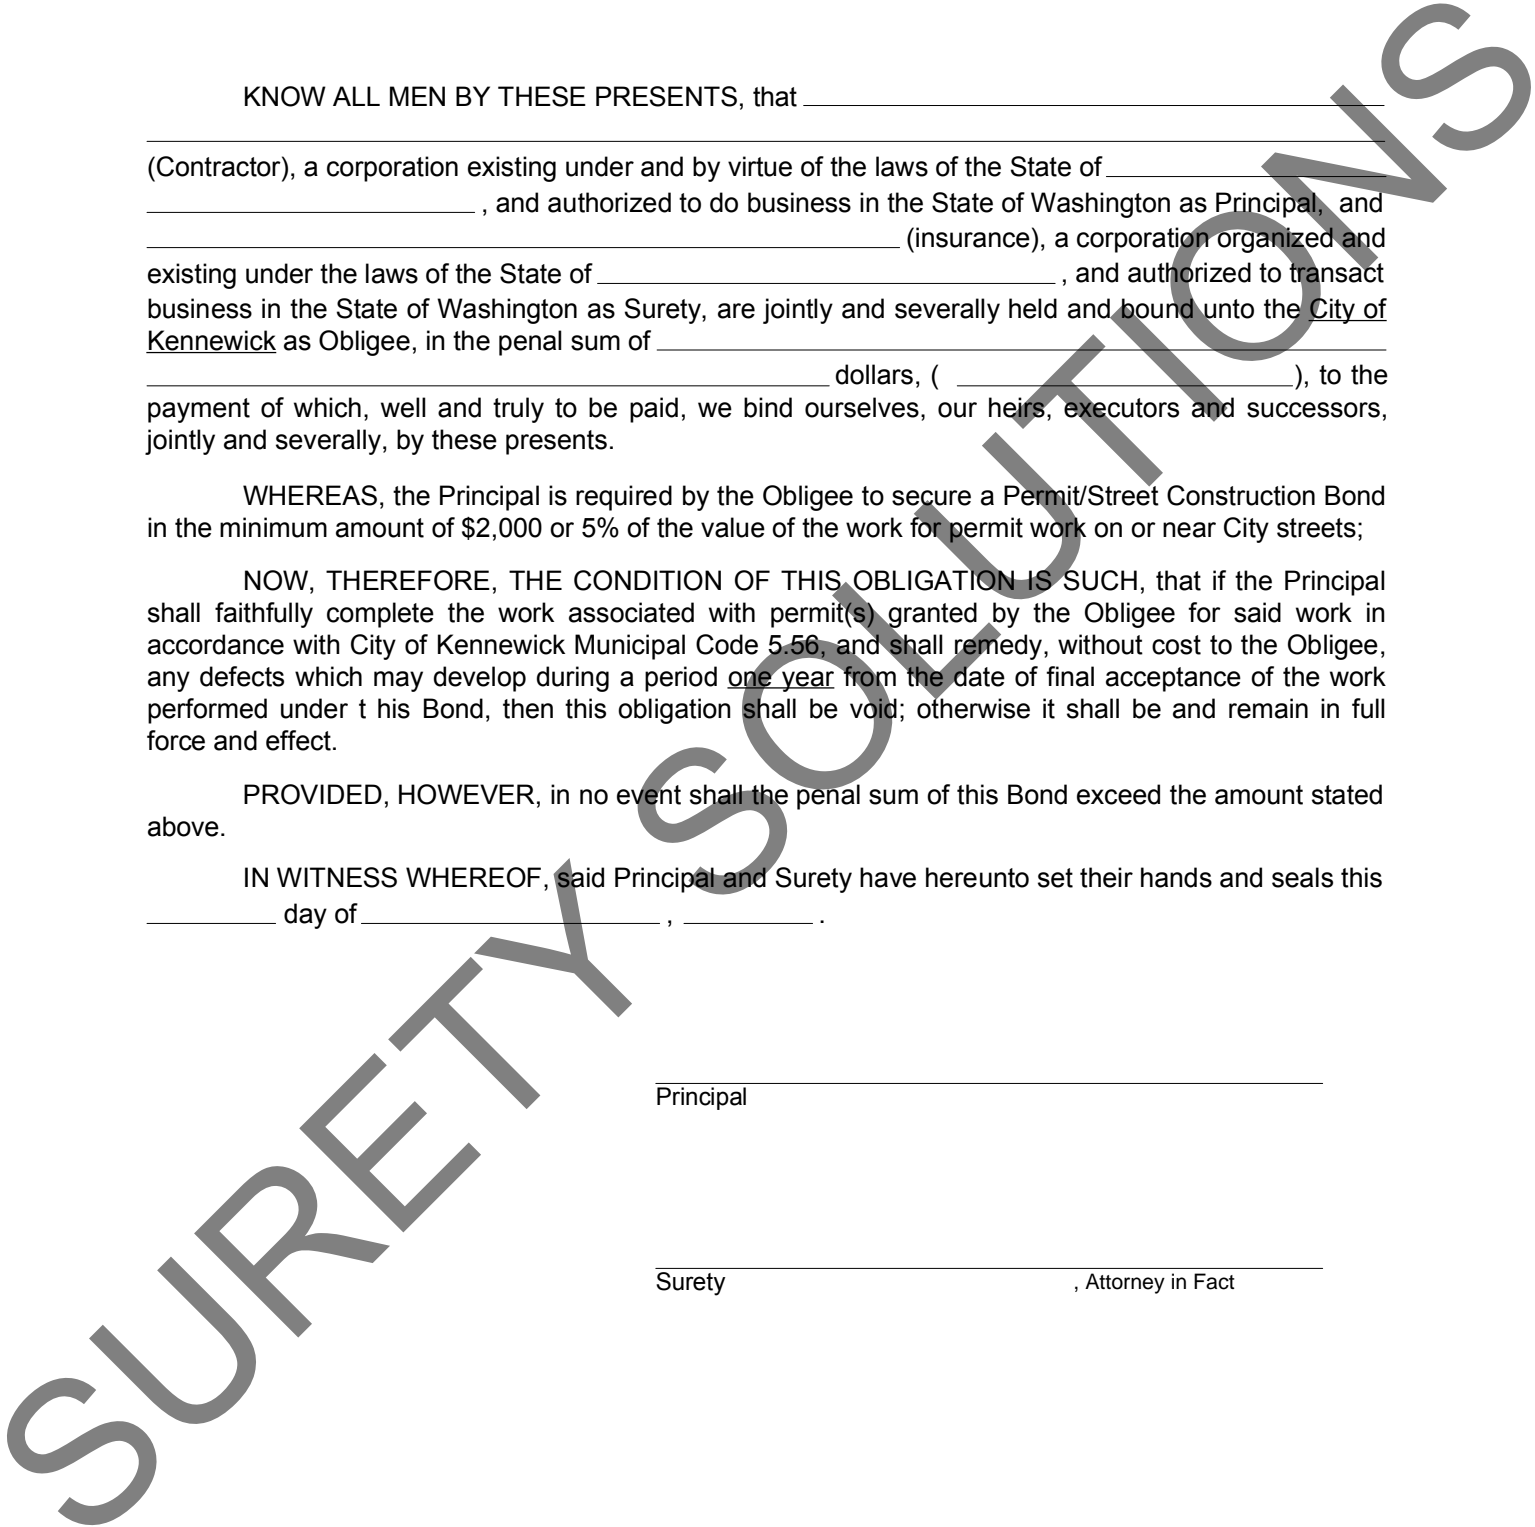 KNOW ALL MEN BY THESE PRESENTS, that
(Contractor), a corporation existing under and by virtue of the laws of the State of
, and authorized to do business in the State of Washington as Principal, and
(insurance), a corporation organized and
existing under the laws of the State of , and authorized to transact
business in the State of Washington as Surety, are jointly and severally held and bound unto the City of
Kennewick as Obligee, in the penal sum of
dollars, ( ), to the
payment of which, well and truly to be paid, we bind ourselves, our heirs, executors and successors,
jointly and severally, by these presents.
WHEREAS, the Principal is required by the Obligee to secure a Permit/Street Construction Bond
in the minimum amount of $2,000 or 5% of the value of the work for permit work on or near City streets;
NOW, THEREFORE, THE CONDITION OF THIS OBLIGATION IS SUCH, that if the Principal
shall faithfully complete the work associated with permit(s) granted by the Obligee for said work in
accordance with City of Kennewick Municipal Code 5.56, and shall remedy, without cost to the Obligee,
any defects which may develop during a period one year from the date of final acceptance of the work
performed under t his Bond, then this obligation shall be void; otherwise it shall be and remain in full
force and effect.
PROVIDED, HOWEVER, in no event shall the penal sum of this Bond exceed the amount stated
above.
IN WITNESS WHEREOF, said Principal and Surety have hereunto set their hands and seals this
day of , .
Principal
Surety , Attorney in Fact
SURETY SOLUTIONS